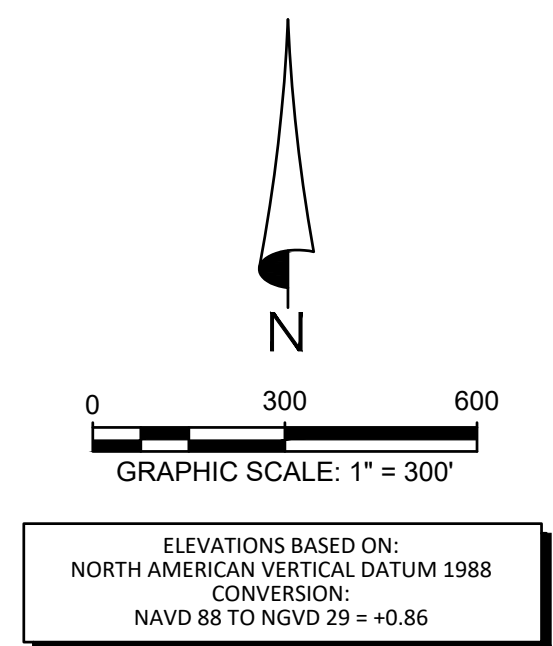 N
0 300 600
GRAPHIC SCALE: 1" = 300'
ELEVATIONS BASED ON:
NORTH AMERICAN VERTICAL DATUM 1988
CONVERSION:
NAVD 88 TO NGVD 29 = +0.86